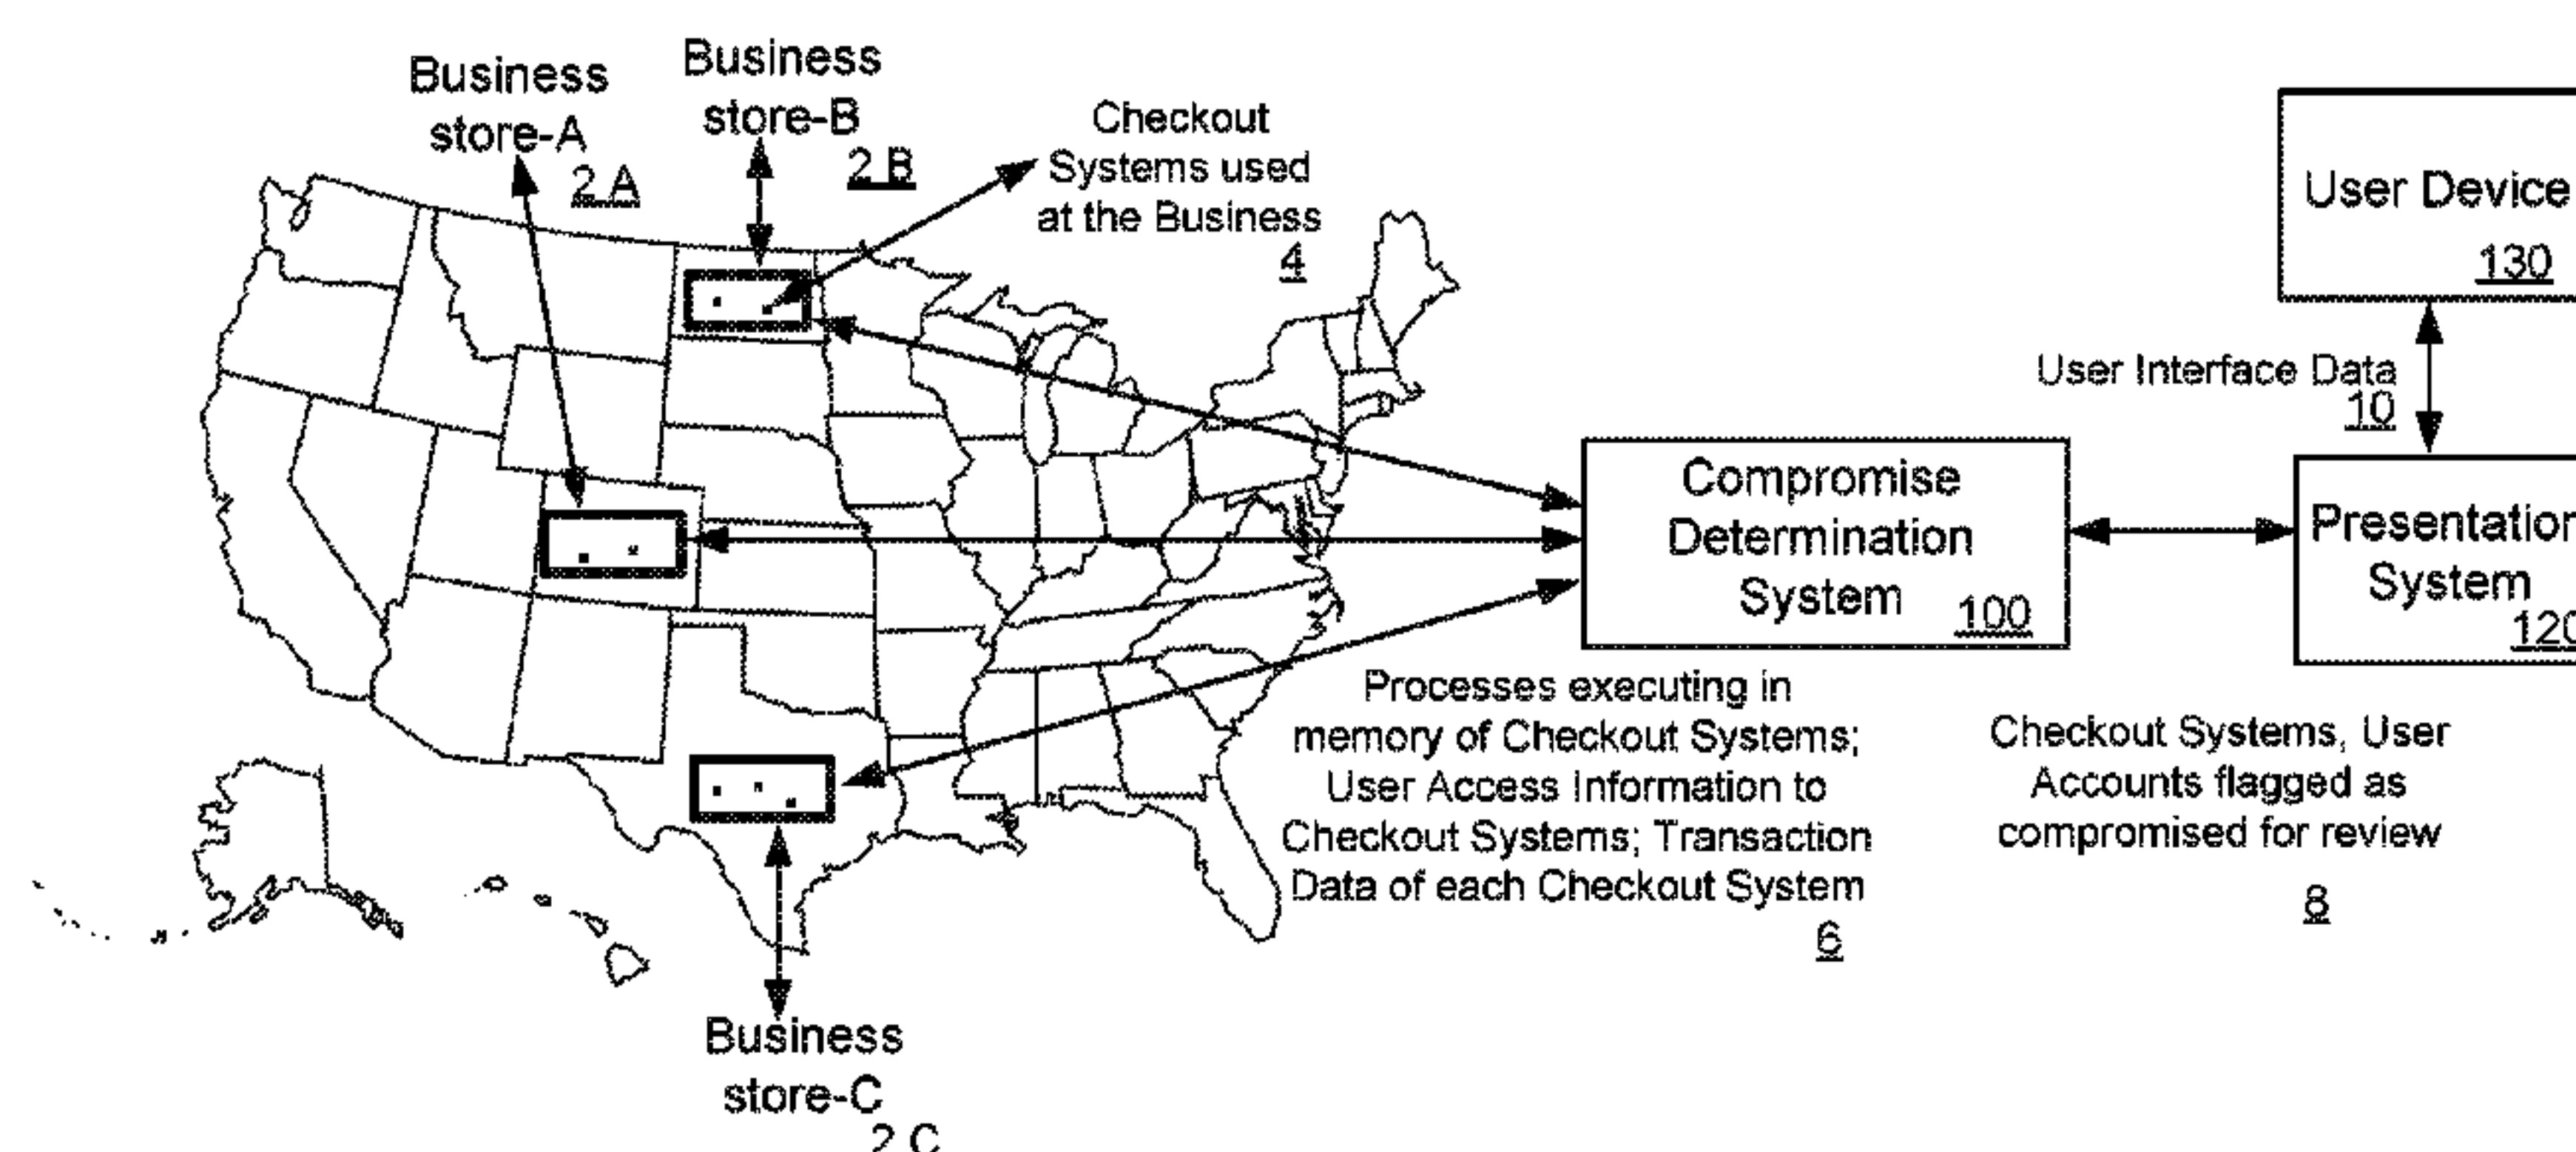 Business
store-A
2 A
Business
store-B
2 B
Checkout
Systems used
at the Business
4
User Device
130
User Interface Data
10
Compromise
Determination
System
100
Presentation
System
120
Processes executing in
memory of Checkout Systems;
User Access Information to
Checkout Systems; Transaction
Data of each Checkout System
6
Checkout Systems, User
Accounts flagged as
compromised for review
8
Business
store-C
2 C